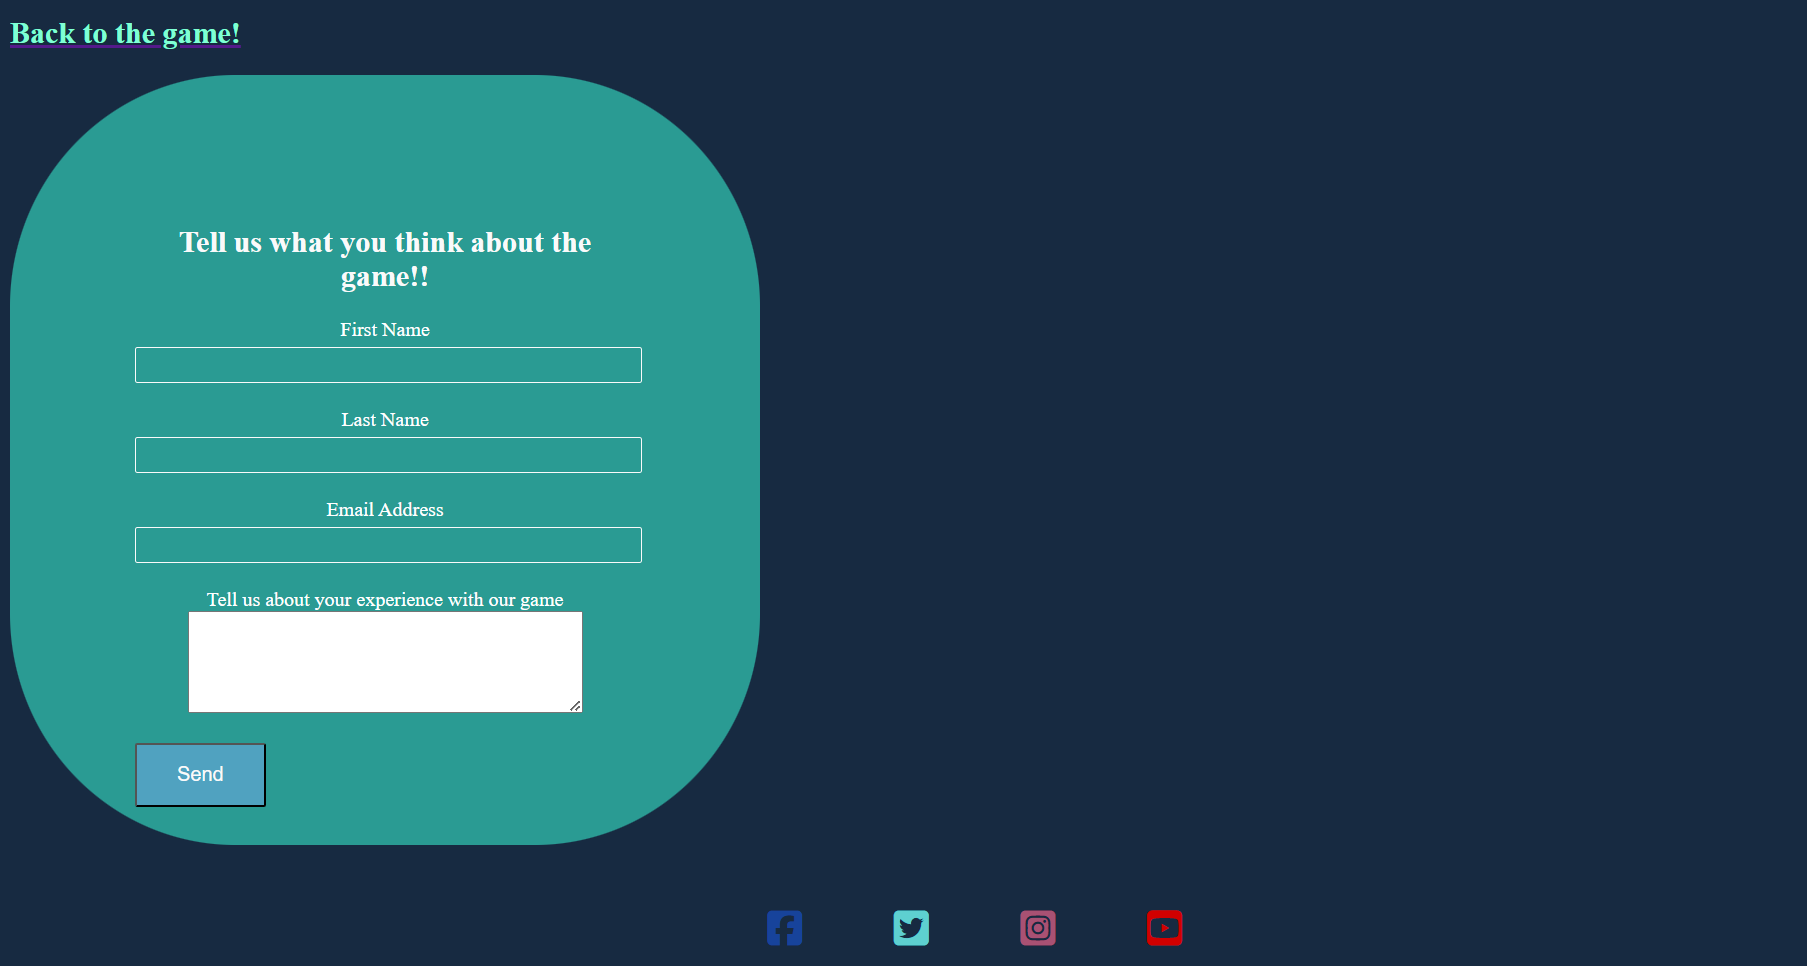 Back to the game!
Tell us what you think about the
game!!
First Name
Last Name
Email Address
Tell us about your experience with our game
Send